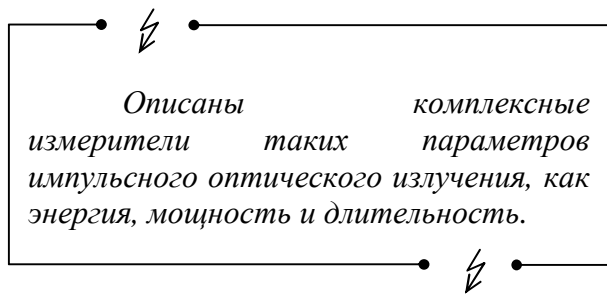 Описаны комплексные
измерители таких параметров
импульсного оптического излучения, как
энергия, мощность и длительность.